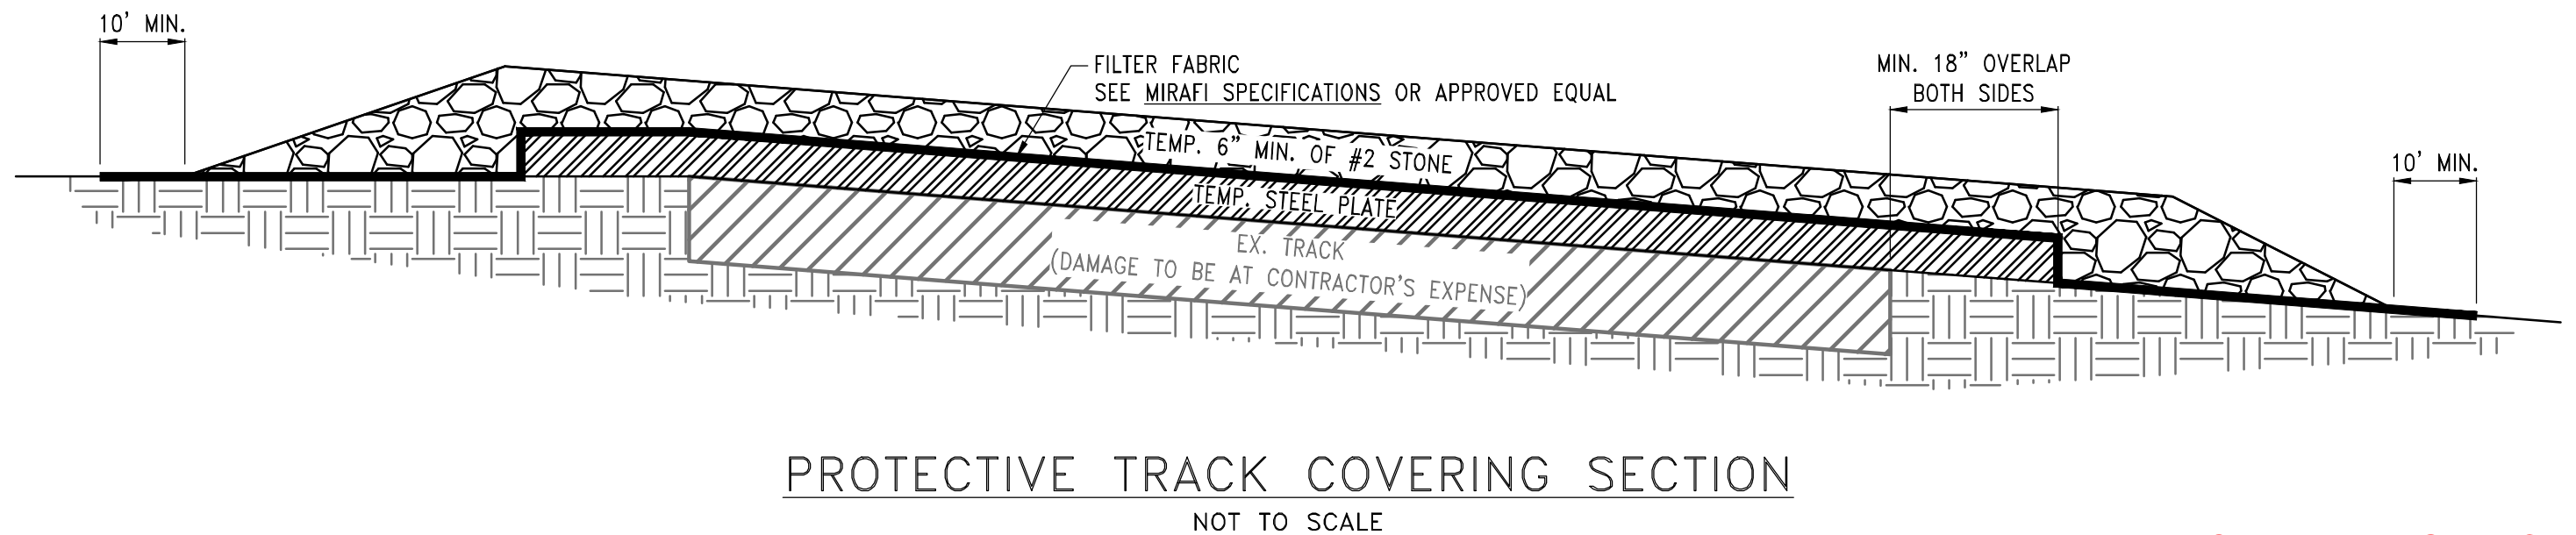 10' MIN.
FILTER FABRIC
SEE MIRAFI SPECIFICATIONS OR APPROVED EQUAL
MIN. 18" OVERLAP
BOTH SIDES
10' MIN.
TEMP. 6" MIN. OF #2 STONE
TEMP. STEEL PLATE
EX. TRACK
(DAMAGE TO BE AT CONTRACTOR'S EXPENSE)
PROTECTIVE TRACK COVERING SECTION
NOT TO SCALE